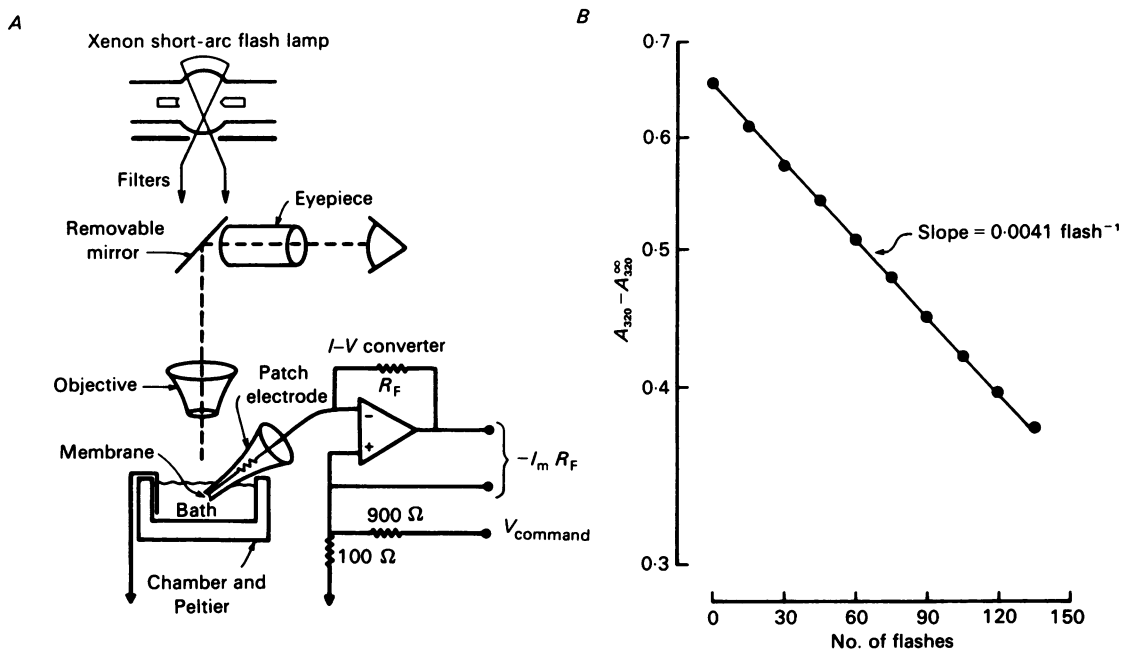 A
Xenon short-arc flash lamp
Filters
Eyepiece
Removable
mirror
I–V converter
R_F
Objective
Patch
electrode
-
+
Membrane
−I_m R_F
Bath
900 Ω
V_command
100 Ω
Chamber and
Peltier
B
0·7
0·6
0·5
0·4
0·3
A_320 − A^∞_320
Slope = 0·0041 flash⁻¹
0 30 60 90 120 150
No. of flashes